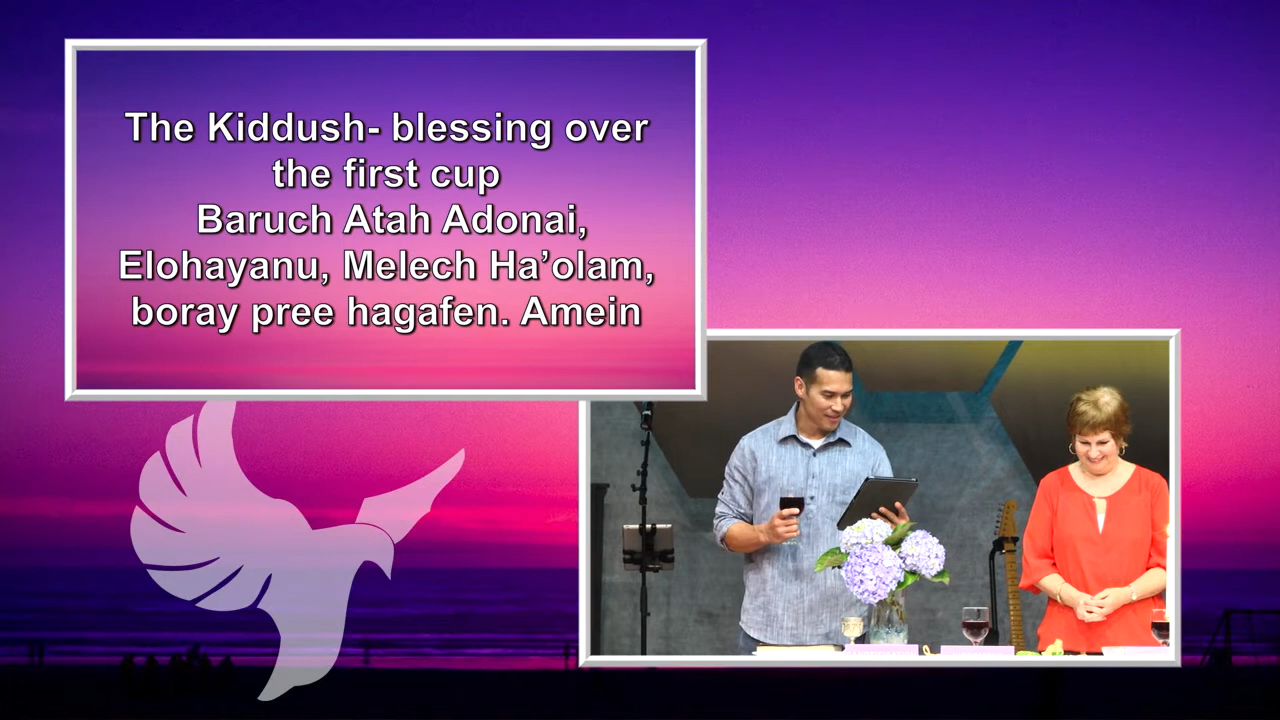 The Kiddush- blessing over
the first cup
Baruch Atah Adonai,
Elohayanu, Melech Ha’olam,
boray pree hagafen. Amein